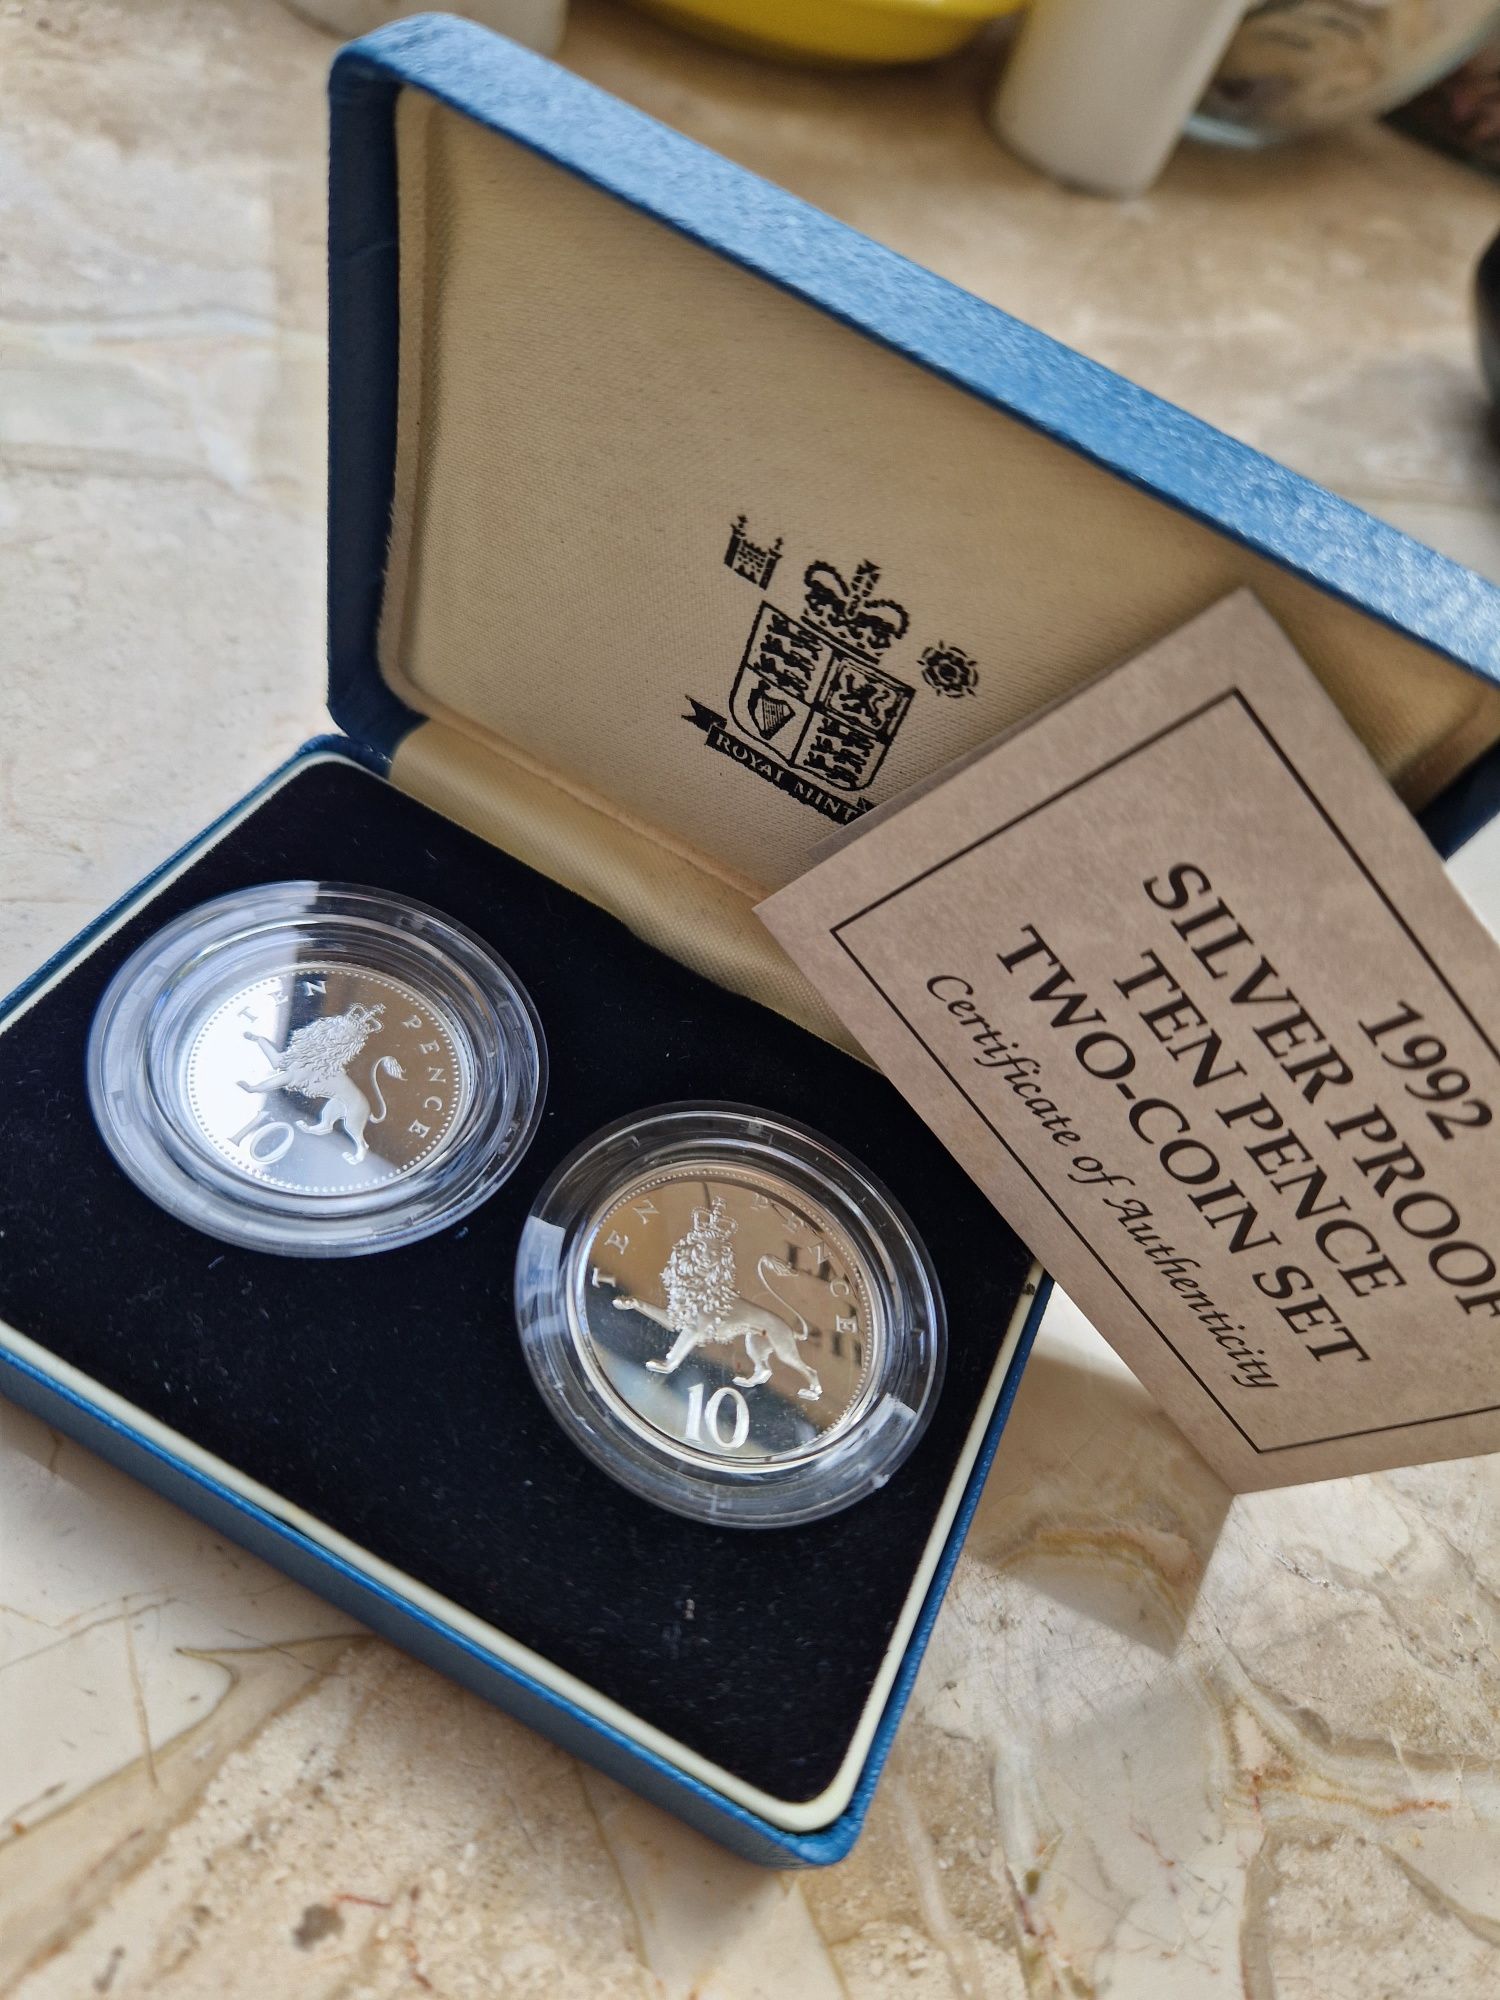 ROYAL MINT
1992
SILVER PROOF
TEN PENCE
TWO-COIN SET
Certificate of Authenticity
TEN PENCE
10
TEN PENCE
10